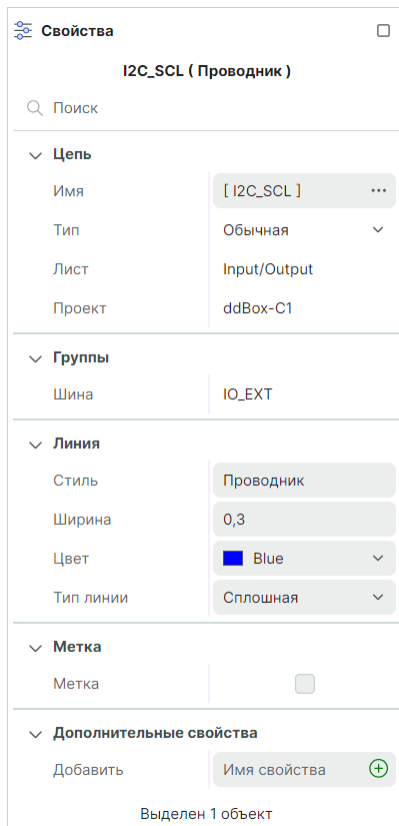 Свойства
I2C_SCL ( Проводник )
Поиск
Цепь
Имя [ I2C_SCL ] ...
Тип Обычная
Лист Input/Output
Проект ddBox-C1
Группы
Шина IO_EXT
Линия
Стиль Проводник
Ширина 0,3
Цвет Blue
Тип линии Сплошная
Метка
Метка
Дополнительные свойства
Добавить Имя свойства
Выделен 1 объект